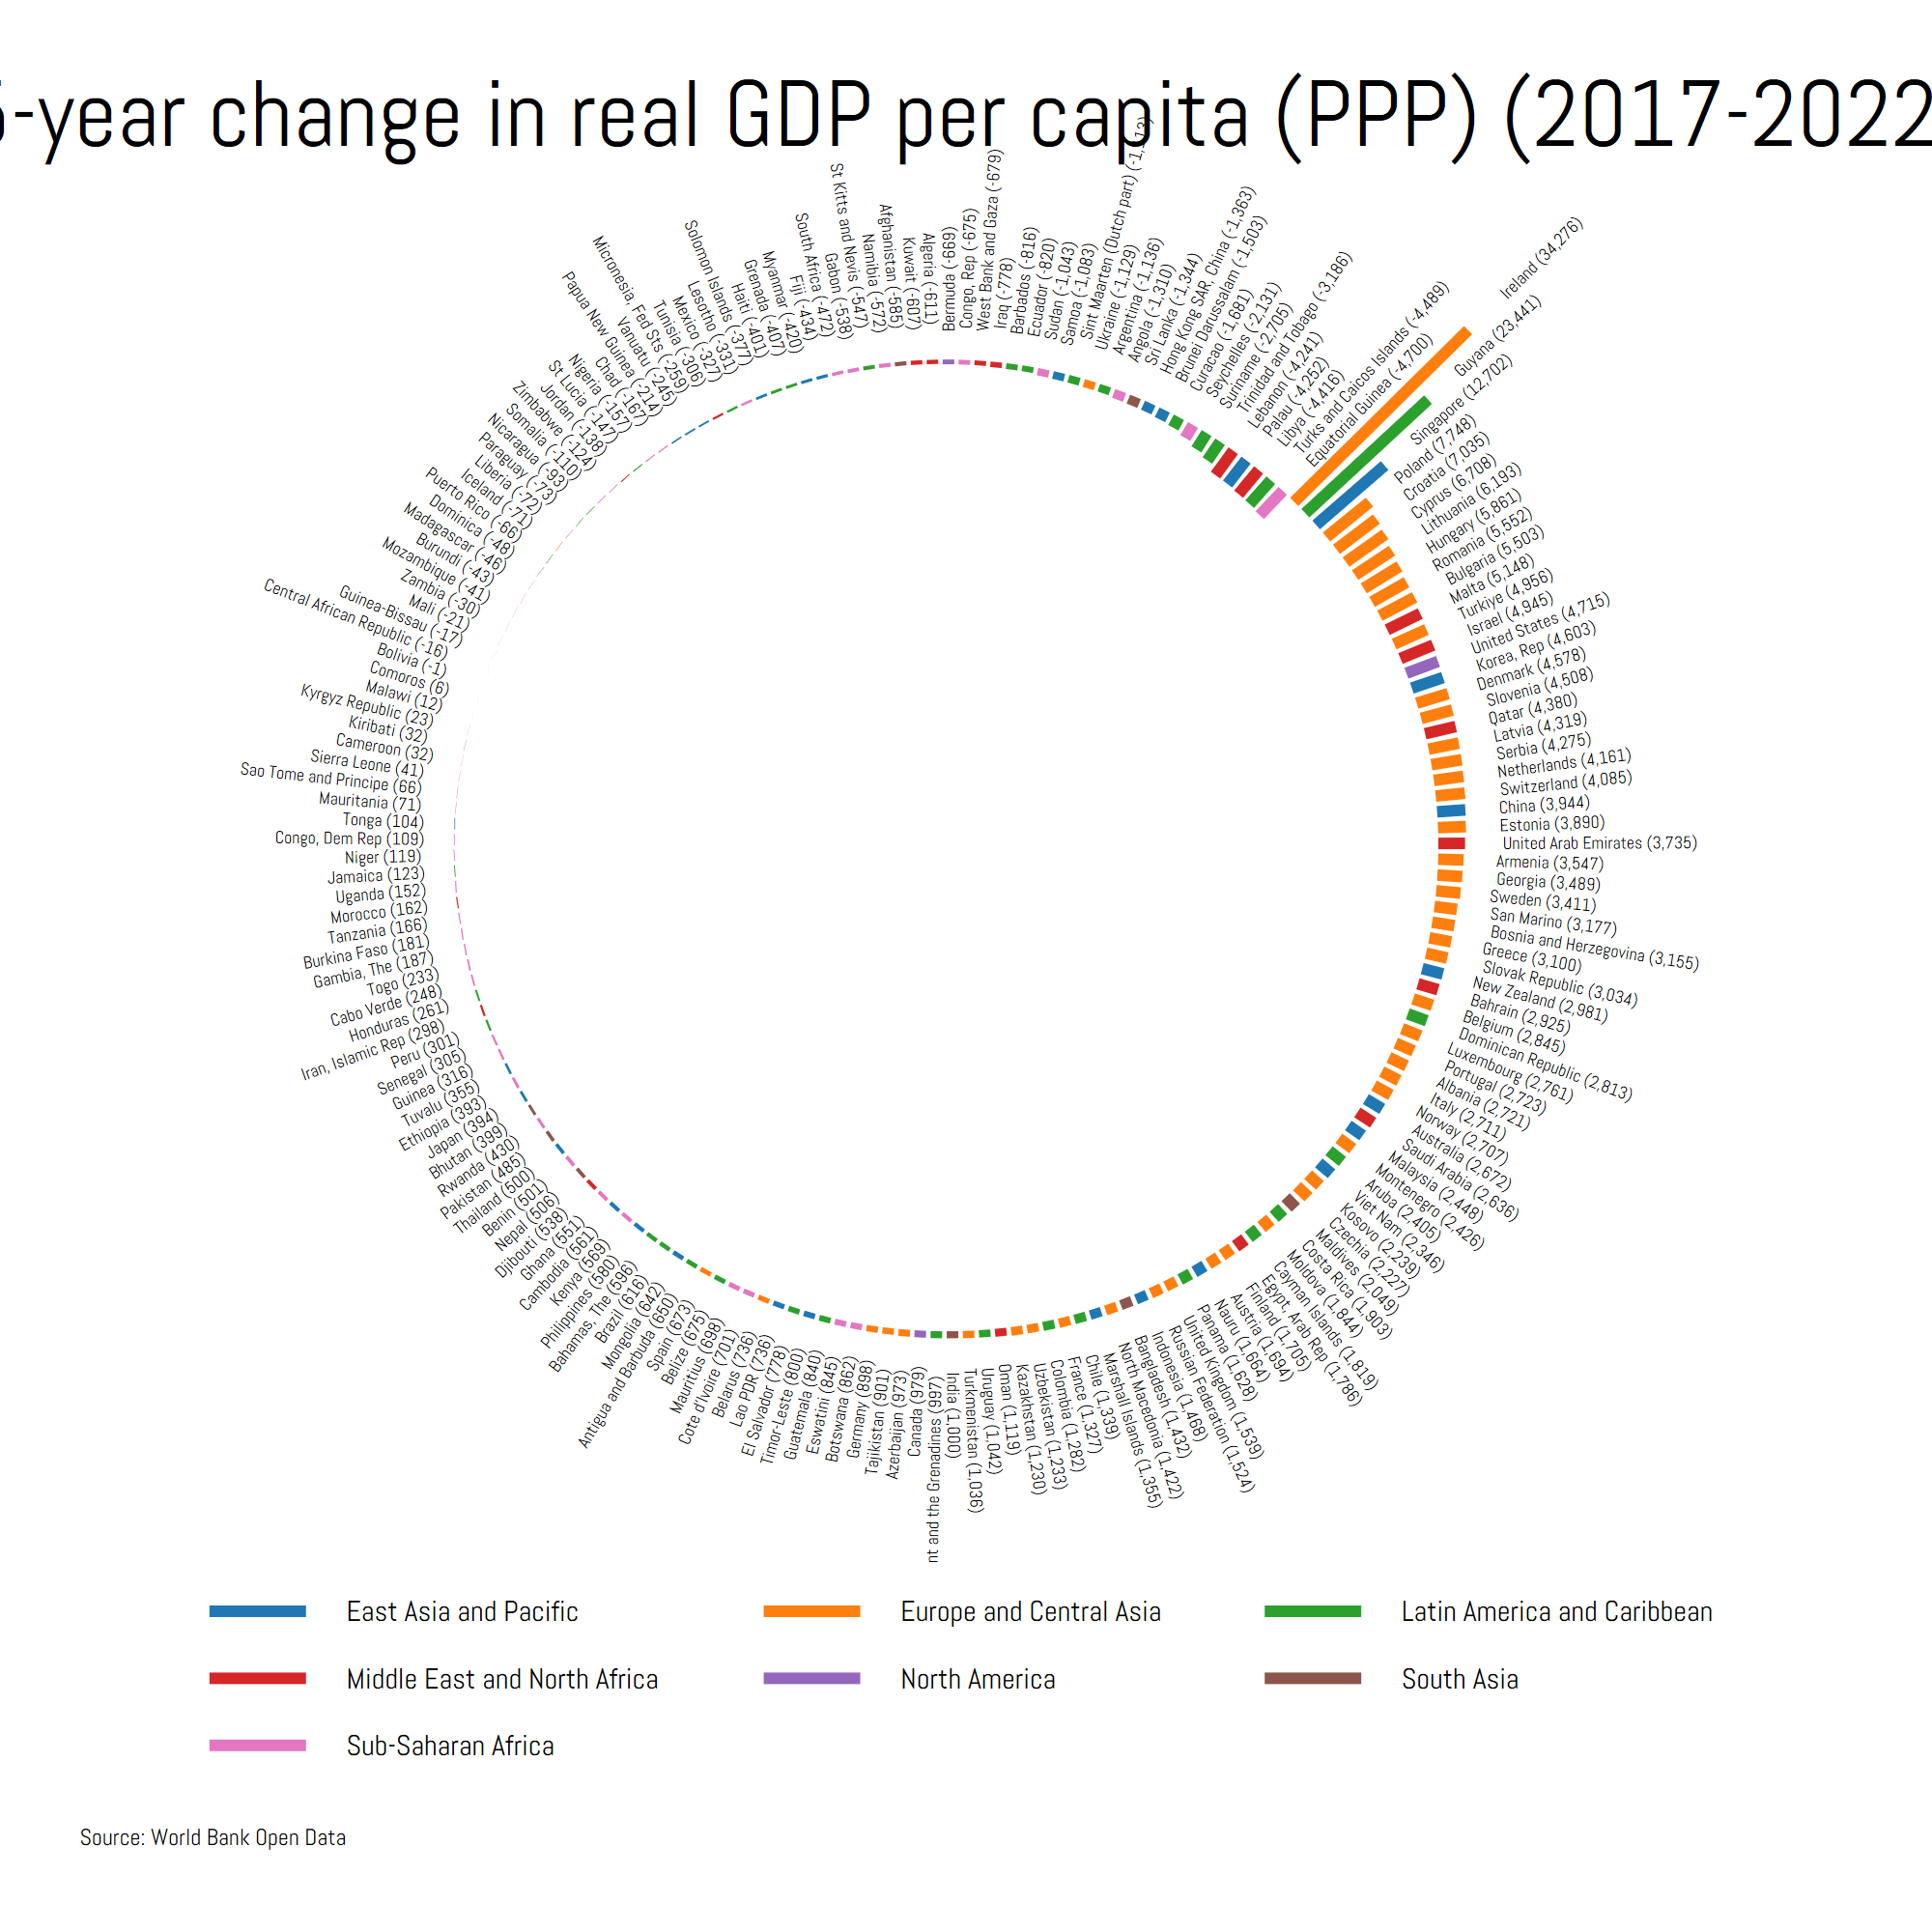 5-year change in real GDP per capita (PPP) (2017-2022
Ireland (34,276)
Guyana (23,441)
Singapore (12,702)
Poland (7,748)
Croatia (7,035)
Cyprus (6,708)
Lithuania (6,193)
Hungary (5,861)
Romania (5,552)
Bulgaria (5,503)
Malta (5,148)
Turkiye (4,956)
Israel (4,945)
United States (4,715)
Korea, Rep (4,603)
Denmark (4,578)
Slovenia (4,508)
Qatar (4,380)
Latvia (4,319)
Serbia (4,275)
Netherlands (4,161)
Switzerland (4,085)
China (3,944)
Estonia (3,890)
United Arab Emirates (3,735)
Armenia (3,547)
Georgia (3,489)
Sweden (3,411)
San Marino (3,177)
Bosnia and Herzegovina (3,155)
Greece (3,100)
Slovak Republic (3,034)
New Zealand (2,981)
Bahrain (2,925)
Belgium (2,845)
Dominican Republic (2,813)
Luxembourg (2,761)
Portugal (2,723)
Albania (2,721)
Italy (2,711)
Norway (2,707)
Australia (2,672)
Saudi Arabia (2,636)
Malaysia (2,448)
Montenegro (2,426)
Aruba (2,405)
Viet Nam (2,346)
Kosovo (2,239)
Czechia (2,227)
Maldives (2,049)
Costa Rica (1,903)
Moldova (1,844)
Cayman Islands (1,819)
Egypt, Arab Rep (1,786)
Finland (1,705)
Austria (1,694)
Nauru (1,664)
Panama (1,628)
United Kingdom (1,539)
Russian Federation (1,524)
Indonesia (1,468)
Bangladesh (1,432)
North Macedonia (1,422)
Marshall Islands (1,355)
Chile (1,339)
France (1,327)
Colombia (1,282)
Uzbekistan (1,233)
Kazakhstan (1,230)
Oman (1,119)
Uruguay (1,042)
Turkmenistan (1,036)
India (1,000)
nt and the Grenadines (997)
Canada (979)
Azerbaijan (973)
Tajikistan (901)
Germany (898)
Botswana (862)
Eswatini (845)
Guatemala (840)
Timor-Leste (800)
El Salvador (778)
Lao PDR (736)
Belarus (736)
Cote d'Ivoire (701)
Mauritius (698)
Belize (675)
Spain (673)
Antigua and Barbuda (650)
Mongolia (642)
Brazil (616)
Bahamas, The (596)
Philippines (580)
Kenya (569)
Cambodia (561)
Ghana (551)
Djibouti (538)
Nepal (506)
Benin (501)
Thailand (500)
Pakistan (485)
Rwanda (430)
Bhutan (399)
Japan (394)
Ethiopia (393)
Tuvalu (355)
Guinea (316)
Senegal (305)
Peru (301)
Iran, Islamic Rep (298)
Honduras (261)
Cabo Verde (248)
Togo (233)
Gambia, The (187)
Burkina Faso (181)
Tanzania (166)
Morocco (162)
Uganda (152)
Jamaica (123)
Niger (119)
Congo, Dem Rep (109)
Tonga (104)
Mauritania (71)
Sao Tome and Principe (66)
Sierra Leone (41)
Cameroon (32)
Kiribati (32)
Kyrgyz Republic (23)
Malawi (12)
Comoros (6)
Bolivia (-1)
Central African Republic (-16)
Guinea-Bissau (-17)
Mali (-21)
Zambia (-30)
Mozambique (-41)
Burundi (-43)
Madagascar (-46)
Dominica (-48)
Puerto Rico (-66)
Iceland (-71)
Liberia (-72)
Paraguay (-73)
Nicaragua (-93)
Somalia (-110)
Zimbabwe (-124)
Jordan (-138)
St Lucia (-147)
Nigeria (-157)
Chad (-167)
Papua New Guinea (-214)
Vanuatu (-245)
Micronesia, Fed Sts (-259)
Tunisia (-306)
Mexico (-327)
Lesotho (-331)
Solomon Islands (-377)
Haiti (-401)
Grenada (-407)
Myanmar (-420)
Fiji (-434)
South Africa (-472)
Gabon (-538)
St Kitts and Nevis (-547)
Namibia (-572)
Afghanistan (-585)
Kuwait (-607)
Algeria (-611)
Bermuda (-669)
Congo, Rep (-675)
West Bank and Gaza (-679)
Iraq (-778)
Barbados (-816)
Ecuador (-820)
Sudan (-1,043)
Samoa (-1,083)
Sint Maarten (Dutch part)
Ukraine (-1,129)
Argentina (-1,136)
Angola (-1,310)
Sri Lanka (-1,344)
Hong Kong SAR, China (-1,363)
Brunei Darussalam (-1,503)
Curacao (-1,681)
Seychelles (-2,131)
Suriname (-2,705)
Trinidad and Tobago (-3,186)
Lebanon (-4,241)
Palau (-4,252)
Libya (-4,416)
Turks and Caicos Islands (-4,489)
Equatorial Guinea (-4,700)
East Asia and Pacific
Europe and Central Asia
Latin America and Caribbean
Middle East and North Africa
North America
South Asia
Sub-Saharan Africa
Source: World Bank Open Data